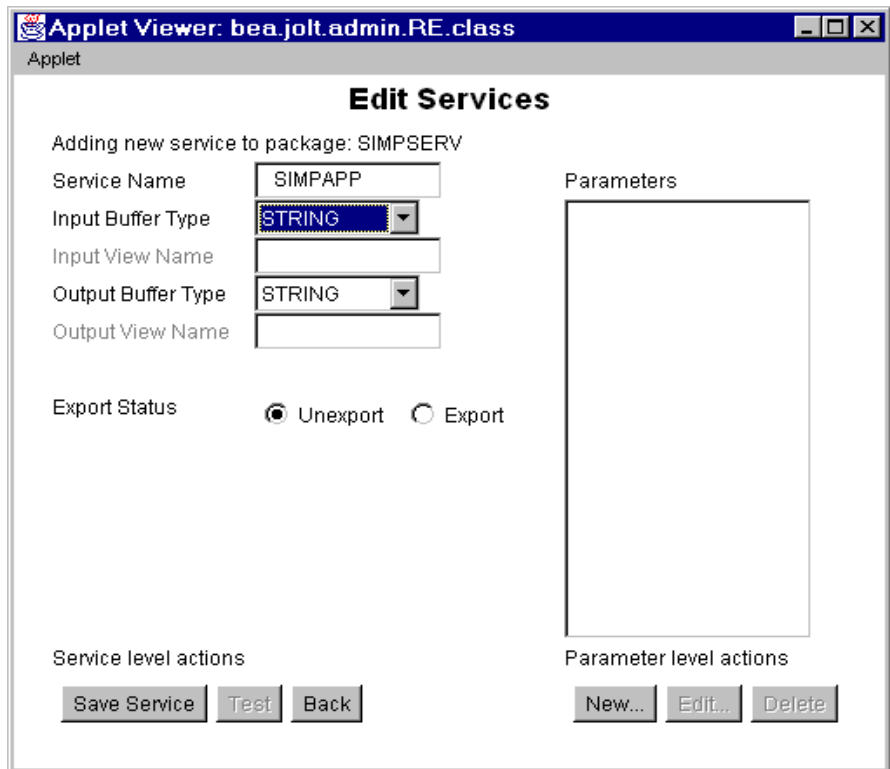 Applet Viewer: bea.jolt.admin.RE.class
Applet
Edit Services
Adding new service to package: SIMPSERV
Service Name SIMPAPP Parameters
Input Buffer Type STRING
Input View Name
Output Buffer Type STRING
Output View Name
Export Status Unexport Export
Service level actions Parameter level actions
Save Service Test Back New... Edit... Delete